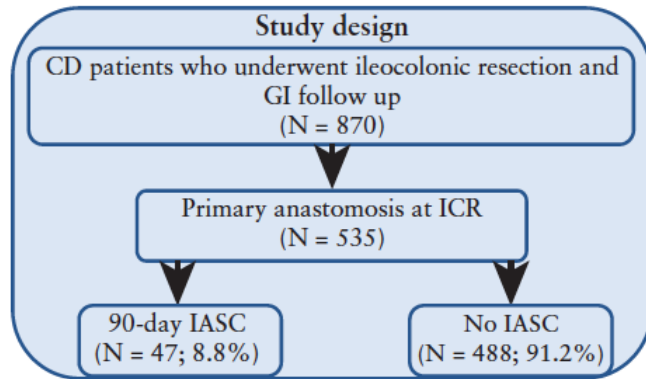 Study design
CD patients who underwent ileocolonic resection and
GI follow up
(N = 870)
Primary anastomosis at ICR
(N = 535)
90-day IASC
(N = 47; 8.8%)
No IASC
(N = 488; 91.2%)